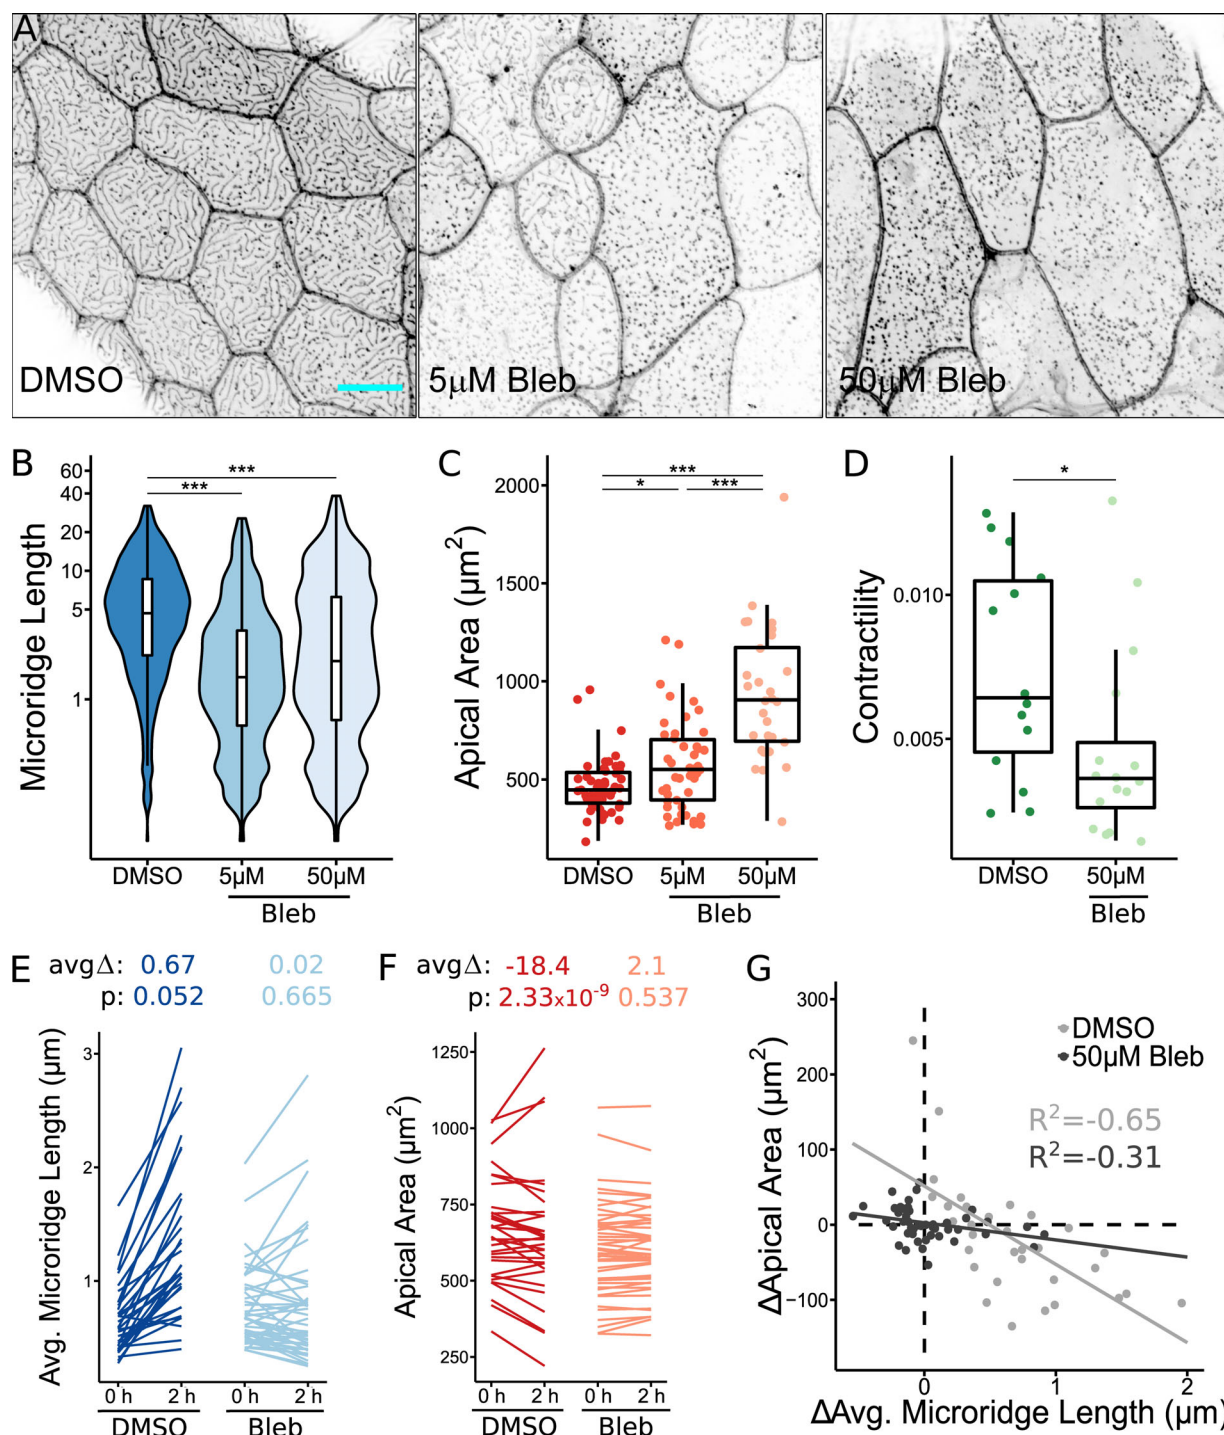 A
DMSO
5µM Bleb
50µM Bleb
B
Microridge Length
60
40
20
10
5
1
***
***
DMSO
5µM
50µM
Bleb
C
Apical Area (µm²)
2000
1500
1000
500
***
*
***
DMSO
5µM
50µM
Bleb
D
Contractility
0.010
0.005
*
DMSO
50µM
Bleb
E
avgΔ: 0.67 0.02
p: 0.052 0.665
Avg. Microridge Length (µm)
3
2
1
0 h 2 h 0 h 2 h
DMSO Bleb
F
avgΔ: -18.4 2.1
p: 2.33x10⁻⁹ 0.537
Apical Area (µm²)
1250
1000
750
500
250
0 h 2 h 0 h 2 h
DMSO Bleb
G
ΔApical Area (µm²)
300
200
100
0
−100
DMSO
50µM Bleb
R²=-0.65
R²=-0.31
0 1 2
ΔAvg. Microridge Length (µm)